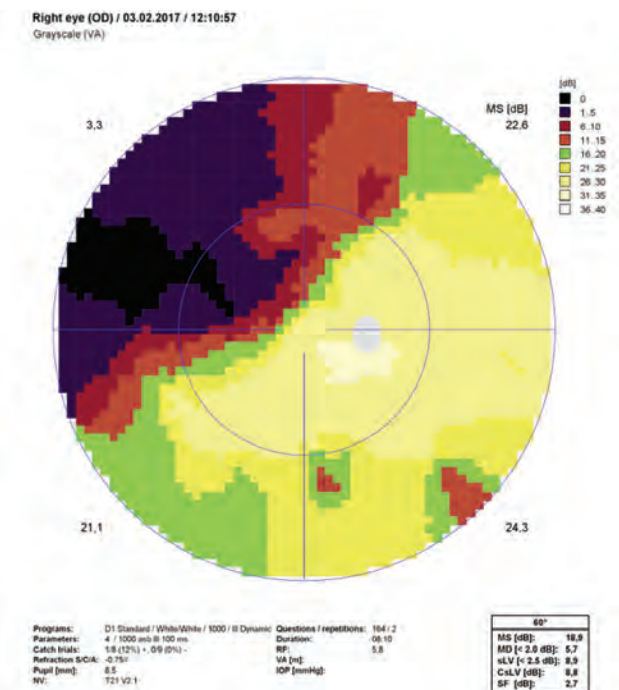 Right eye (OD) / 03.02.2017 / 12:10:57
Grayscale (VA)
[dB]
MS [dB]
0
1..5
6..10
11..15
16..20
21..25
26..30
31..35
36..40
3,3
22,6
21,1
24,3
Programs: D1 Standard / White/White / 1000 / III Dynamic Questions / repetitions: 164 / 2
Parameters: 4 / 1000 asb III 100 ms Duration: 08:10
Catch trials: 1/8 (12%) +, 0/9 (0%) - RF: 5,8
Refraction S/C/A: -0.75// VA [m]:
Pupil [mm]: 6.5 IOP [mmHg]:
NV: T21 V2.1
60°
MS [dB]: 18,9
MD [< 2.0 dB]: 5,7
sLV [< 2.5 dB]: 8,9
CsLV [dB]: 8,8
SF [dB]: 2,7